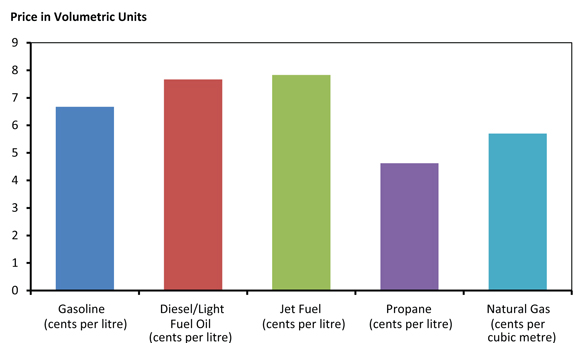 Price in Volumetric Units
9
8
7
6
5
4
3
2
1
0
Gasoline
(cents per litre)
Diesel/Light
Fuel Oil
(cents per litre)
Jet Fuel
(cents per litre)
Propane
(cents per litre)
Natural Gas
(cents per
cubic metre)